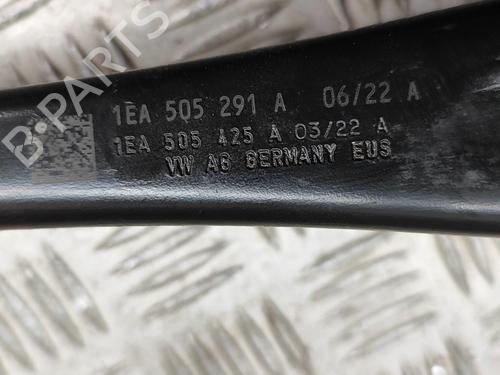 B-PARTS
1EA 505 291 A 06/22 A
1EA 505 425 A 03/22 A
VW AG GERMANY EUS